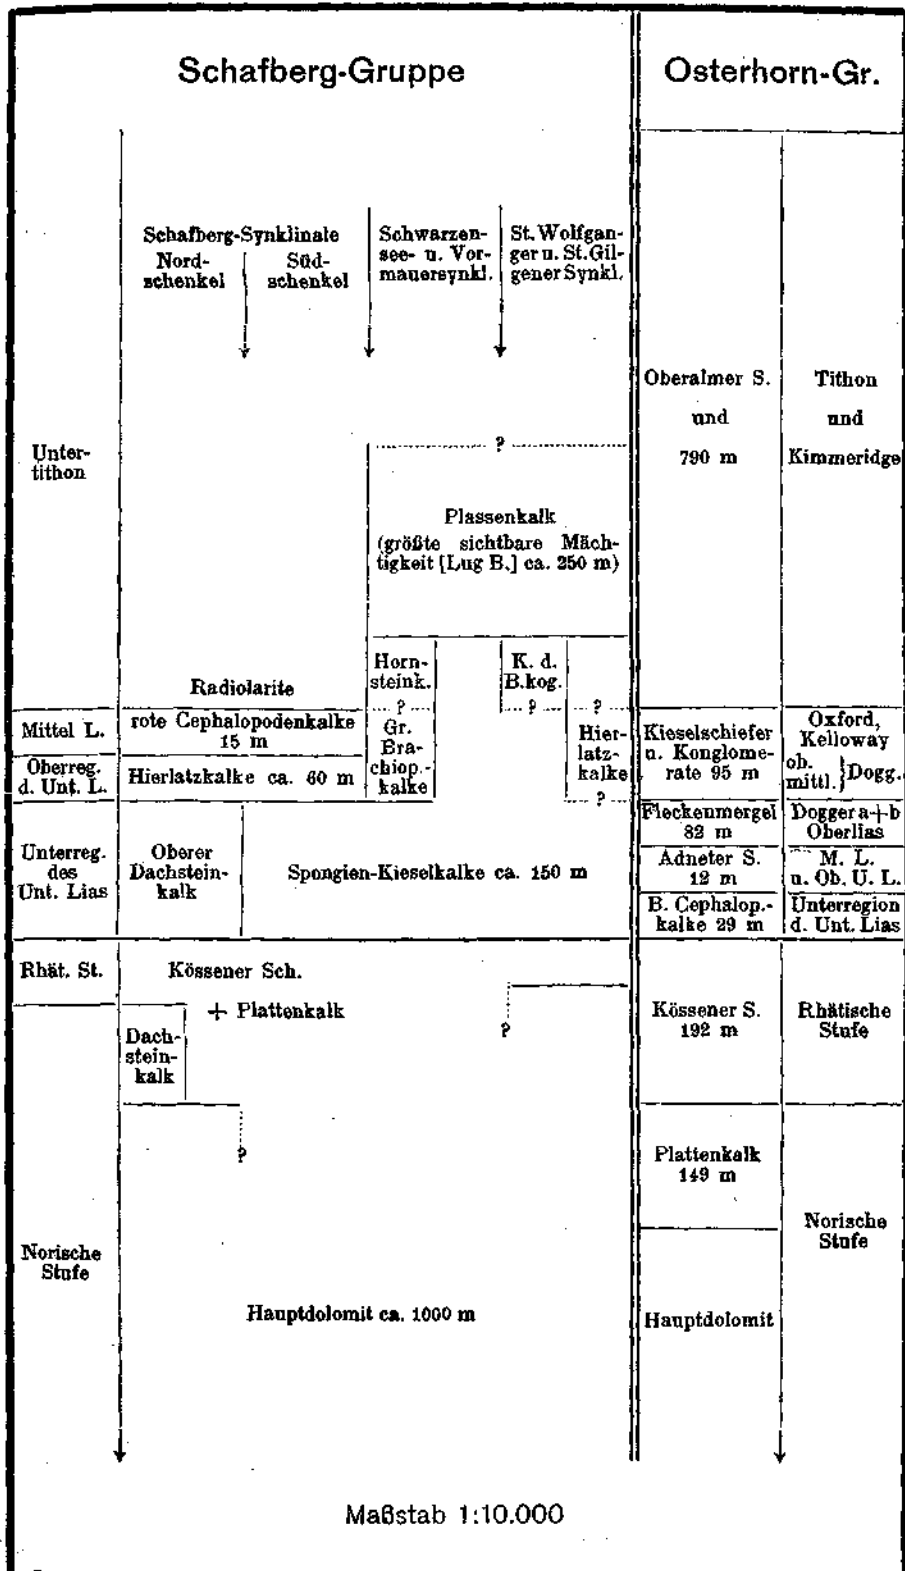 Schafberg-Gruppe
Osterhorn-Gr.
Schafberg-Synklinale
Nord-
schenkel
Süd-
schenkel
Schwarzen-
see- u. Vor-
mauersynkl.
St. Wolfgan-
ger u. St. Gil-
gener Synkl.
Unter-
tithon
?
Plassenkalk
(größte sichtbare Mäch-
tigkeit [Lug B.] ca. 250 m)
Radiolarite
Horn-
steink.
?
K. d.
B.kog.
?
?
Mittel L.
rote Cephalopodenkalke
15 m
Gr.
Bra-
chiop.-
kalke
Hier-
latz-
kalke
?
Oberreg.
d. Unt. L.
Hierlatzkalke ca. 60 m
Unterreg.
des
Unt. Lias
Oberer
Dachstein-
kalk
Spongien-Kieselkalke ca. 150 m
Rhät. St.
Kössener Sch.
+ Plattenkalk
?
Dach-
stein-
kalk
?
Norische
Stufe
Hauptdolomit ca. 1000 m
Oberalmer S.
und
790 m
Tithon
und
Kimmeridge
Kieselschiefer
u. Konglome-
rate 95 m
Oxford,
Kelloway
ob.
mittl.} Dogg.
Fleckenmergel
82 m
Dogger a+b
Oberlias
Adneter S.
12 m
M. L.
u. Ob. U. L.
B. Cephalop.-
kalke 29 m
Unterregion
d. Unt. Lias
Kössener S.
192 m
Rhätische
Stufe
Plattenkalk
149 m
Norische
Stufe
Hauptdolomit
Maßstab 1:10.000